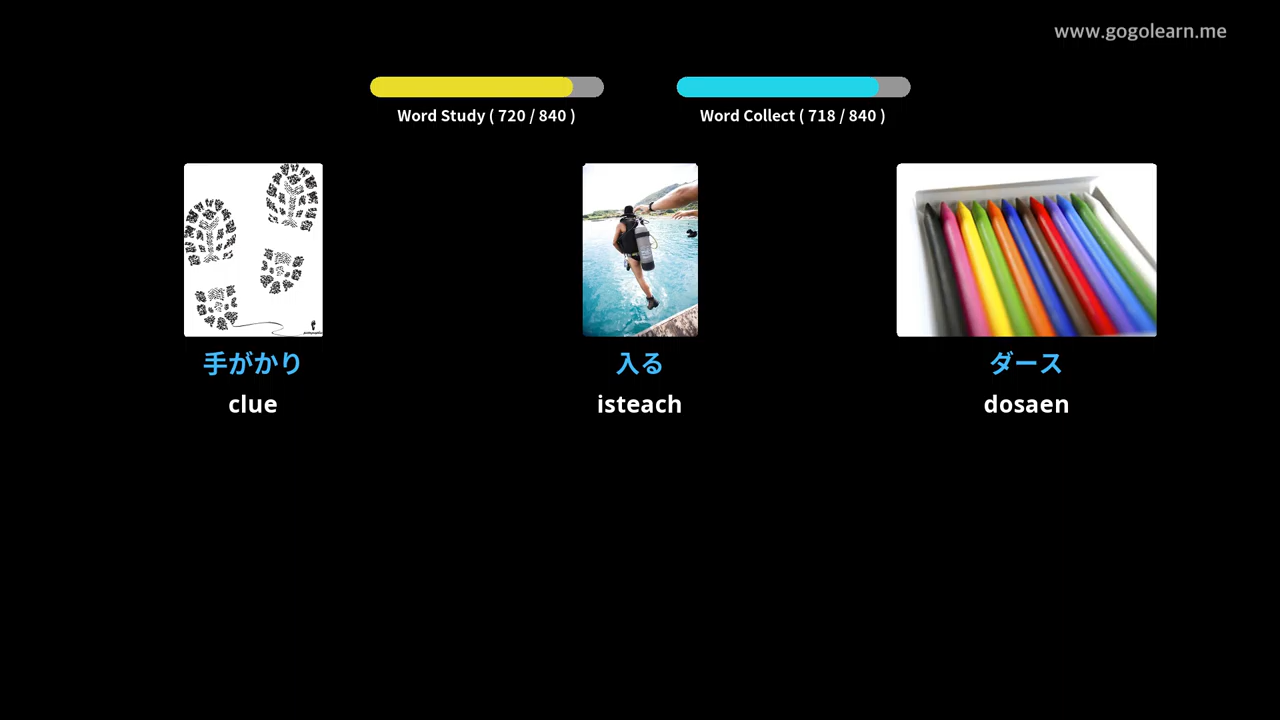 www.gogolearn.me
Word Study ( 720 / 840 )
Word Collect ( 718 / 840 )
手がかり
入る
ダース
clue
isteach
dosaen